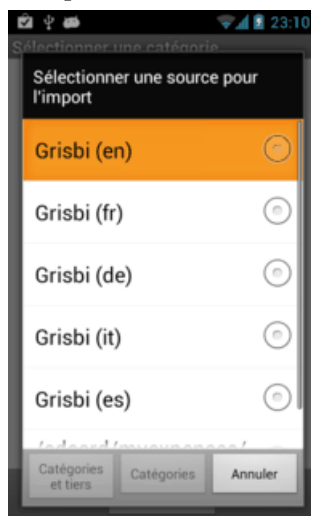 23:10
Sélectionner une catégorie
Sélectionner une source pour
l'import
Grisbi (en)
Grisbi (fr)
Grisbi (de)
Grisbi (it)
Grisbi (es)
Catégories
et tiers
Catégories
Annuler